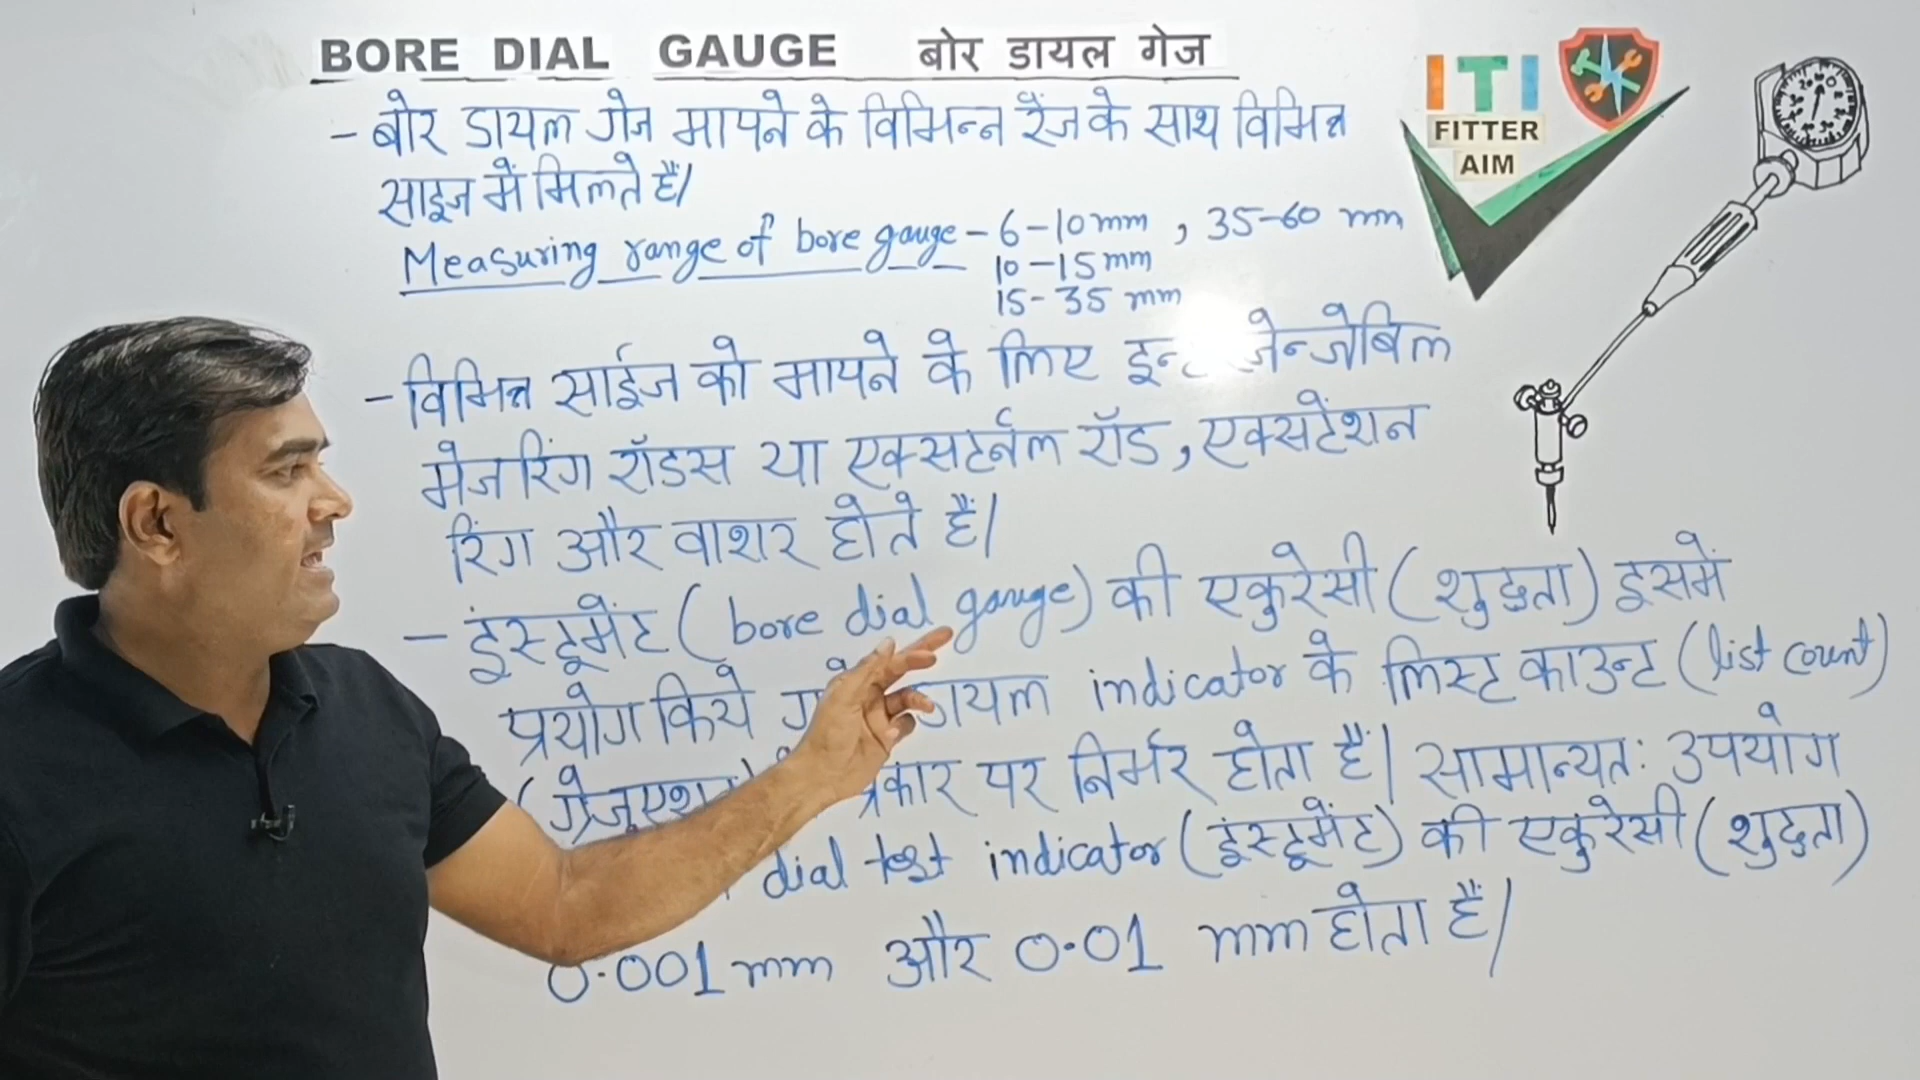 BORE DIAL GAUGE बोर डायल गेज
- बोर डायल गेज मापने के विभिन्न रेंज के साथ विभिन्न
साइज में मिलते हैं।
Measuring range of bore gauge - 6-10 mm , 35-60 mm
10-15 mm
15-35 mm
- विभिन्न साईज को मापने के लिए
मेजरिंग रॉडस या एक्सटर्नल रॉड, एक्सटेंशन
रिंग और वाशर होते हैं।
- इंस्ट्रूमेंट ( bore dial gauge) की एकुरेसी ( शुद्धता ) इसमें
प्रयोग किये डायल indicator के लिस्ट काउन्ट (list count)
प्रकार पर निर्भर होता है। सामान्यतः उपयोग
dial test indicator (इंस्ट्रूमेंट) की एकुरेसी (शुद्धता)
0.001 mm और 0.01 mm होता हैं।
ITI
FITTER
AIM